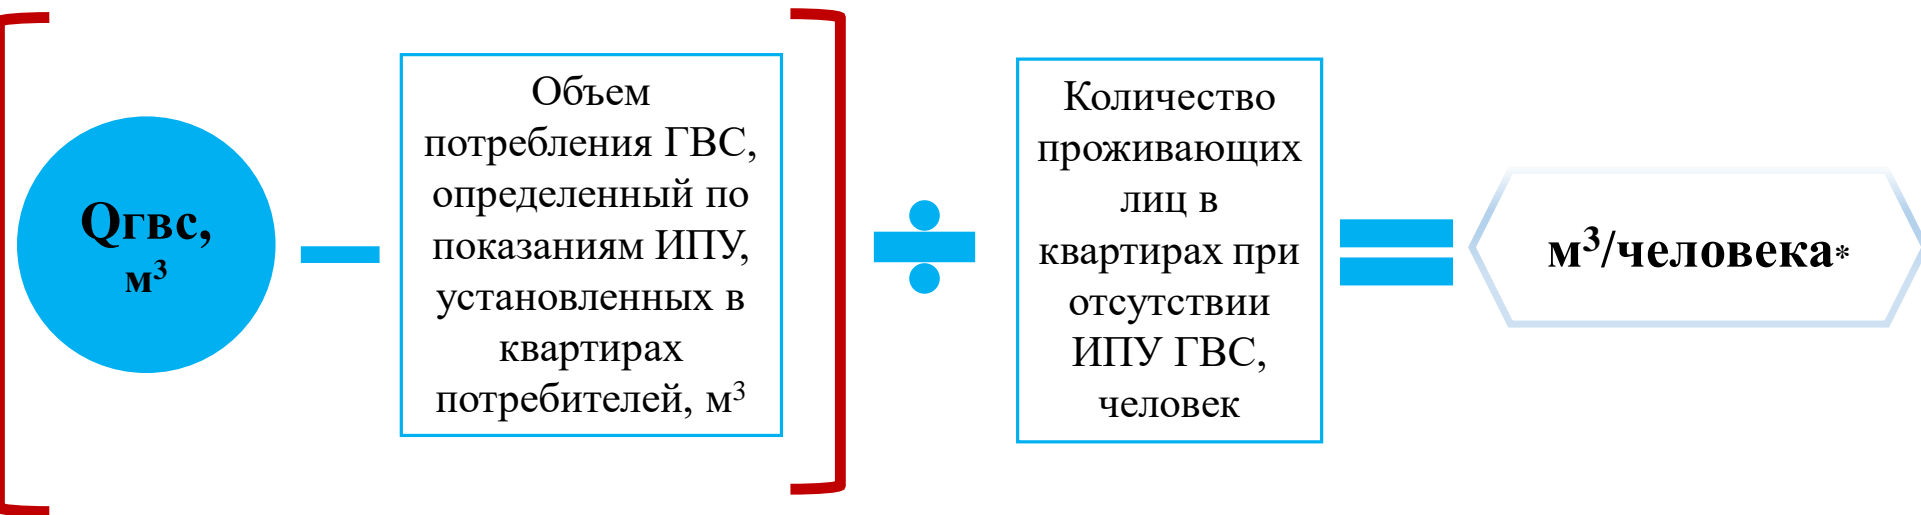 Qгвс,
м³
Объем
потребления ГВС,
определенный по
показаниям ИПУ,
установленных в
квартирах
потребителей, м³
Количество
проживающих
лиц в
квартирах при
отсутствии
ИПУ ГВС,
человек
м³/человека*